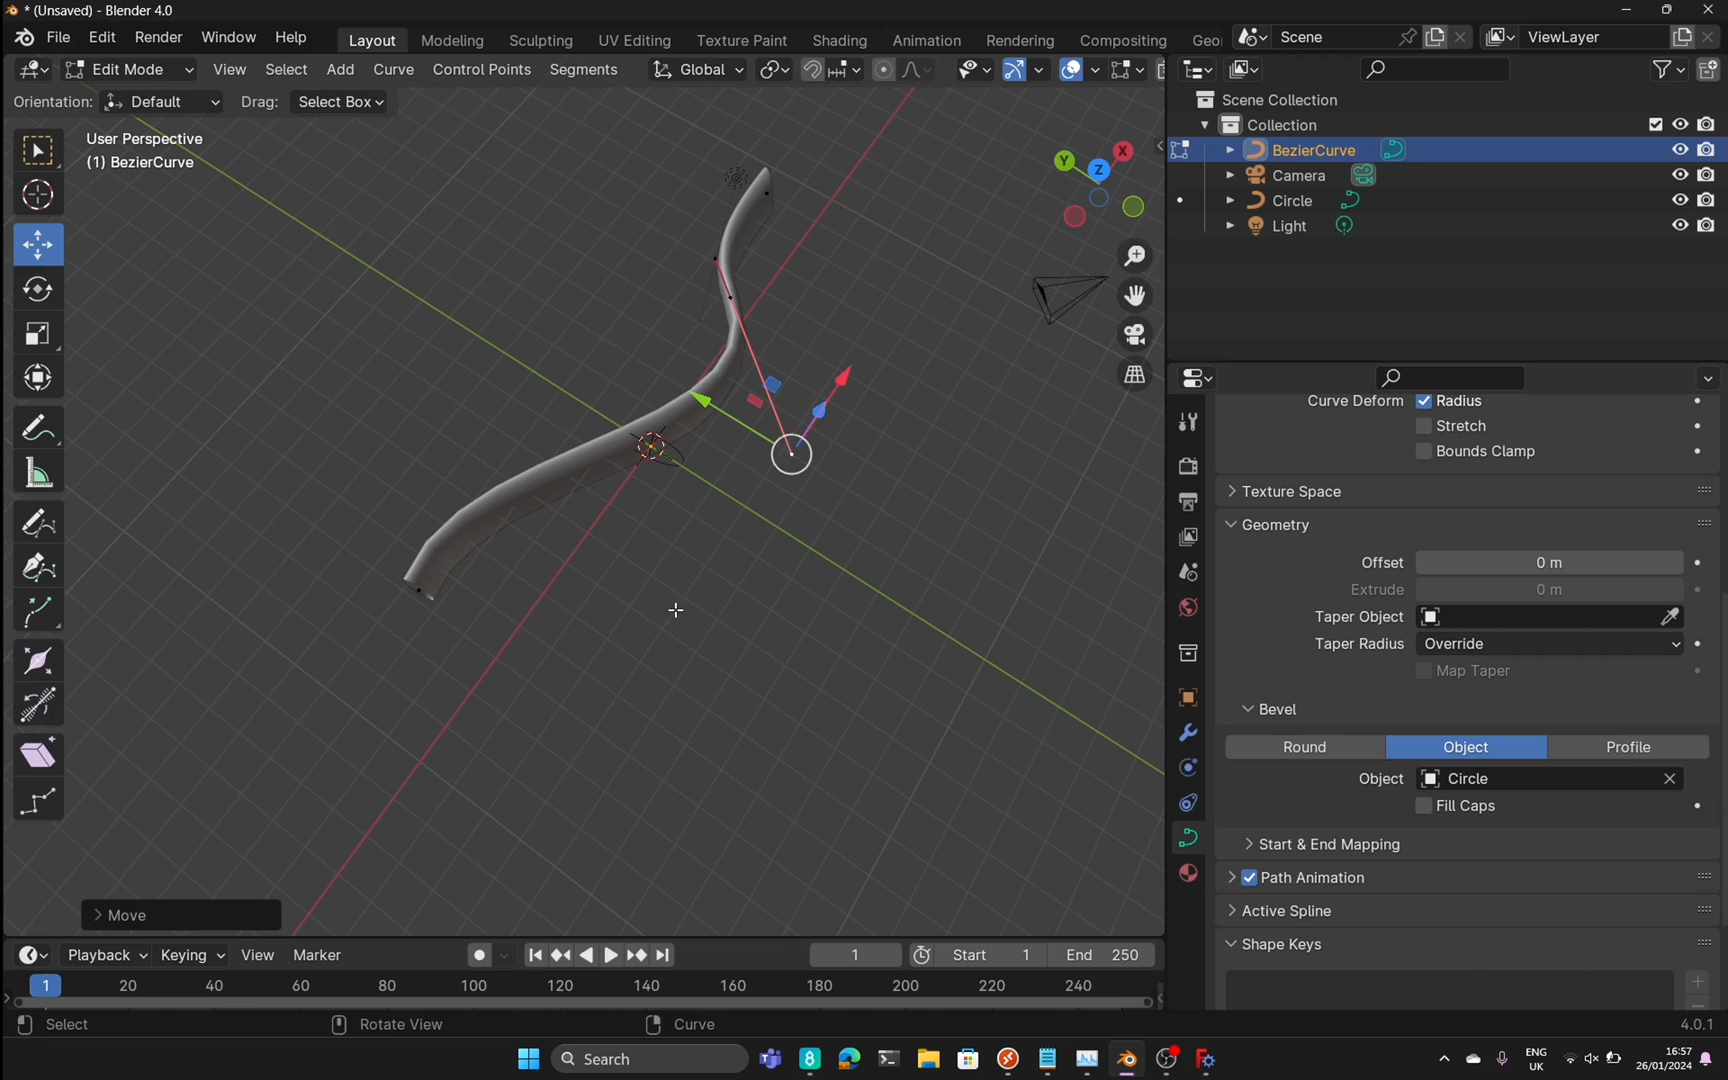 * (Unsaved) - Blender 4.0
File Edit Render Window Help Layout Modeling Sculpting UV Editing Texture Paint Shading Animation Rendering Compositing Geo Scene ViewLayer
Edit Mode View Select Add Curve Control Points Segments Global
Orientation: Default Drag: Select Box
User Perspective
(1) BezierCurve
X
Y
Z
Scene Collection
Collection
BezierCurve
Camera
Circle
Light
Curve Deform Radius
Stretch
Bounds Clamp
Texture Space
Geometry
Offset 0 m
Extrude 0 m
Taper Object
Taper Radius Override
Map Taper
Bevel
Round Object Profile
Object Circle
Fill Caps
Start & End Mapping
Path Animation
Active Spline
Shape Keys
Move
Playback Keying View Marker 1 Start 1 End 250
1 20 40 60 80 100 120 140 160 180 200 220 240
Select Rotate View Curve 4.0.1
Search ENG UK 16:57 26/01/2024